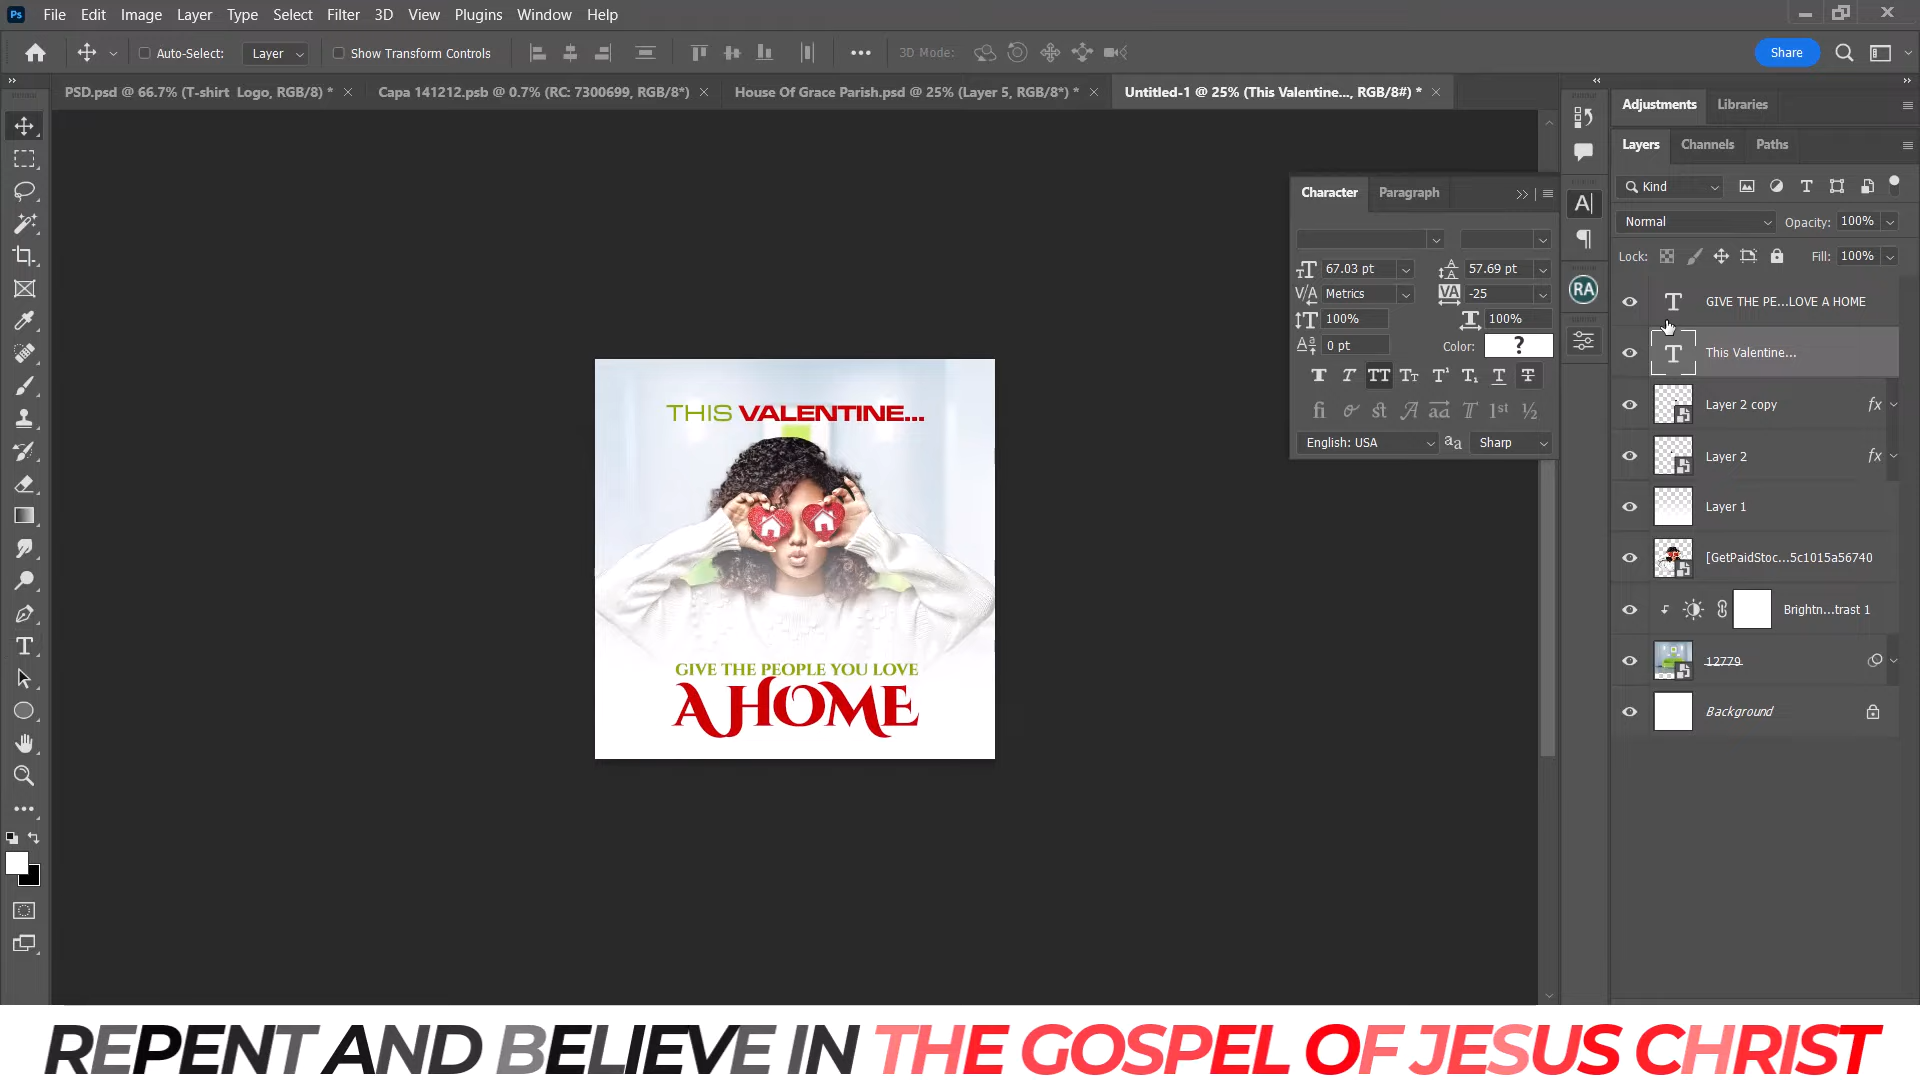 Ps File Edit Image Layer Type Select Filter 3D View Plugins Window Help
Auto-Select: Layer Show Transform Controls 3D Mode: Share
PSD.psd @ 66.7% (T-shirt Logo, RGB/8) * Capa 141212.psb @ 0.7% (RC: 7300699, RGB/8*) House Of Grace Parish.psd @ 25% (Layer 5, RGB/8*) * Untitled-1 @ 25% (This Valentine..., RGB/8#) *
Adjustments Libraries
Layers Channels Paths
Kind
Normal Opacity: 100%
Lock: Fill: 100%
GIVE THE PE...LOVE A HOME
This Valentine...
Layer 2 copy fx
Layer 2 fx
Layer 1
[GetPaidStoc...5c1015a56740
Brightn...trast 1
12779
Background
Character Paragraph
67.03 pt 57.69 pt
Metrics -25
100% 100%
0 pt Color: ?
English: USA Sharp
RA
THIS VALENTINE...
GIVE THE PEOPLE YOU LOVE
A HOME
REPENT AND BELIEVE IN THE GOSPEL OF JESUS CHRIST